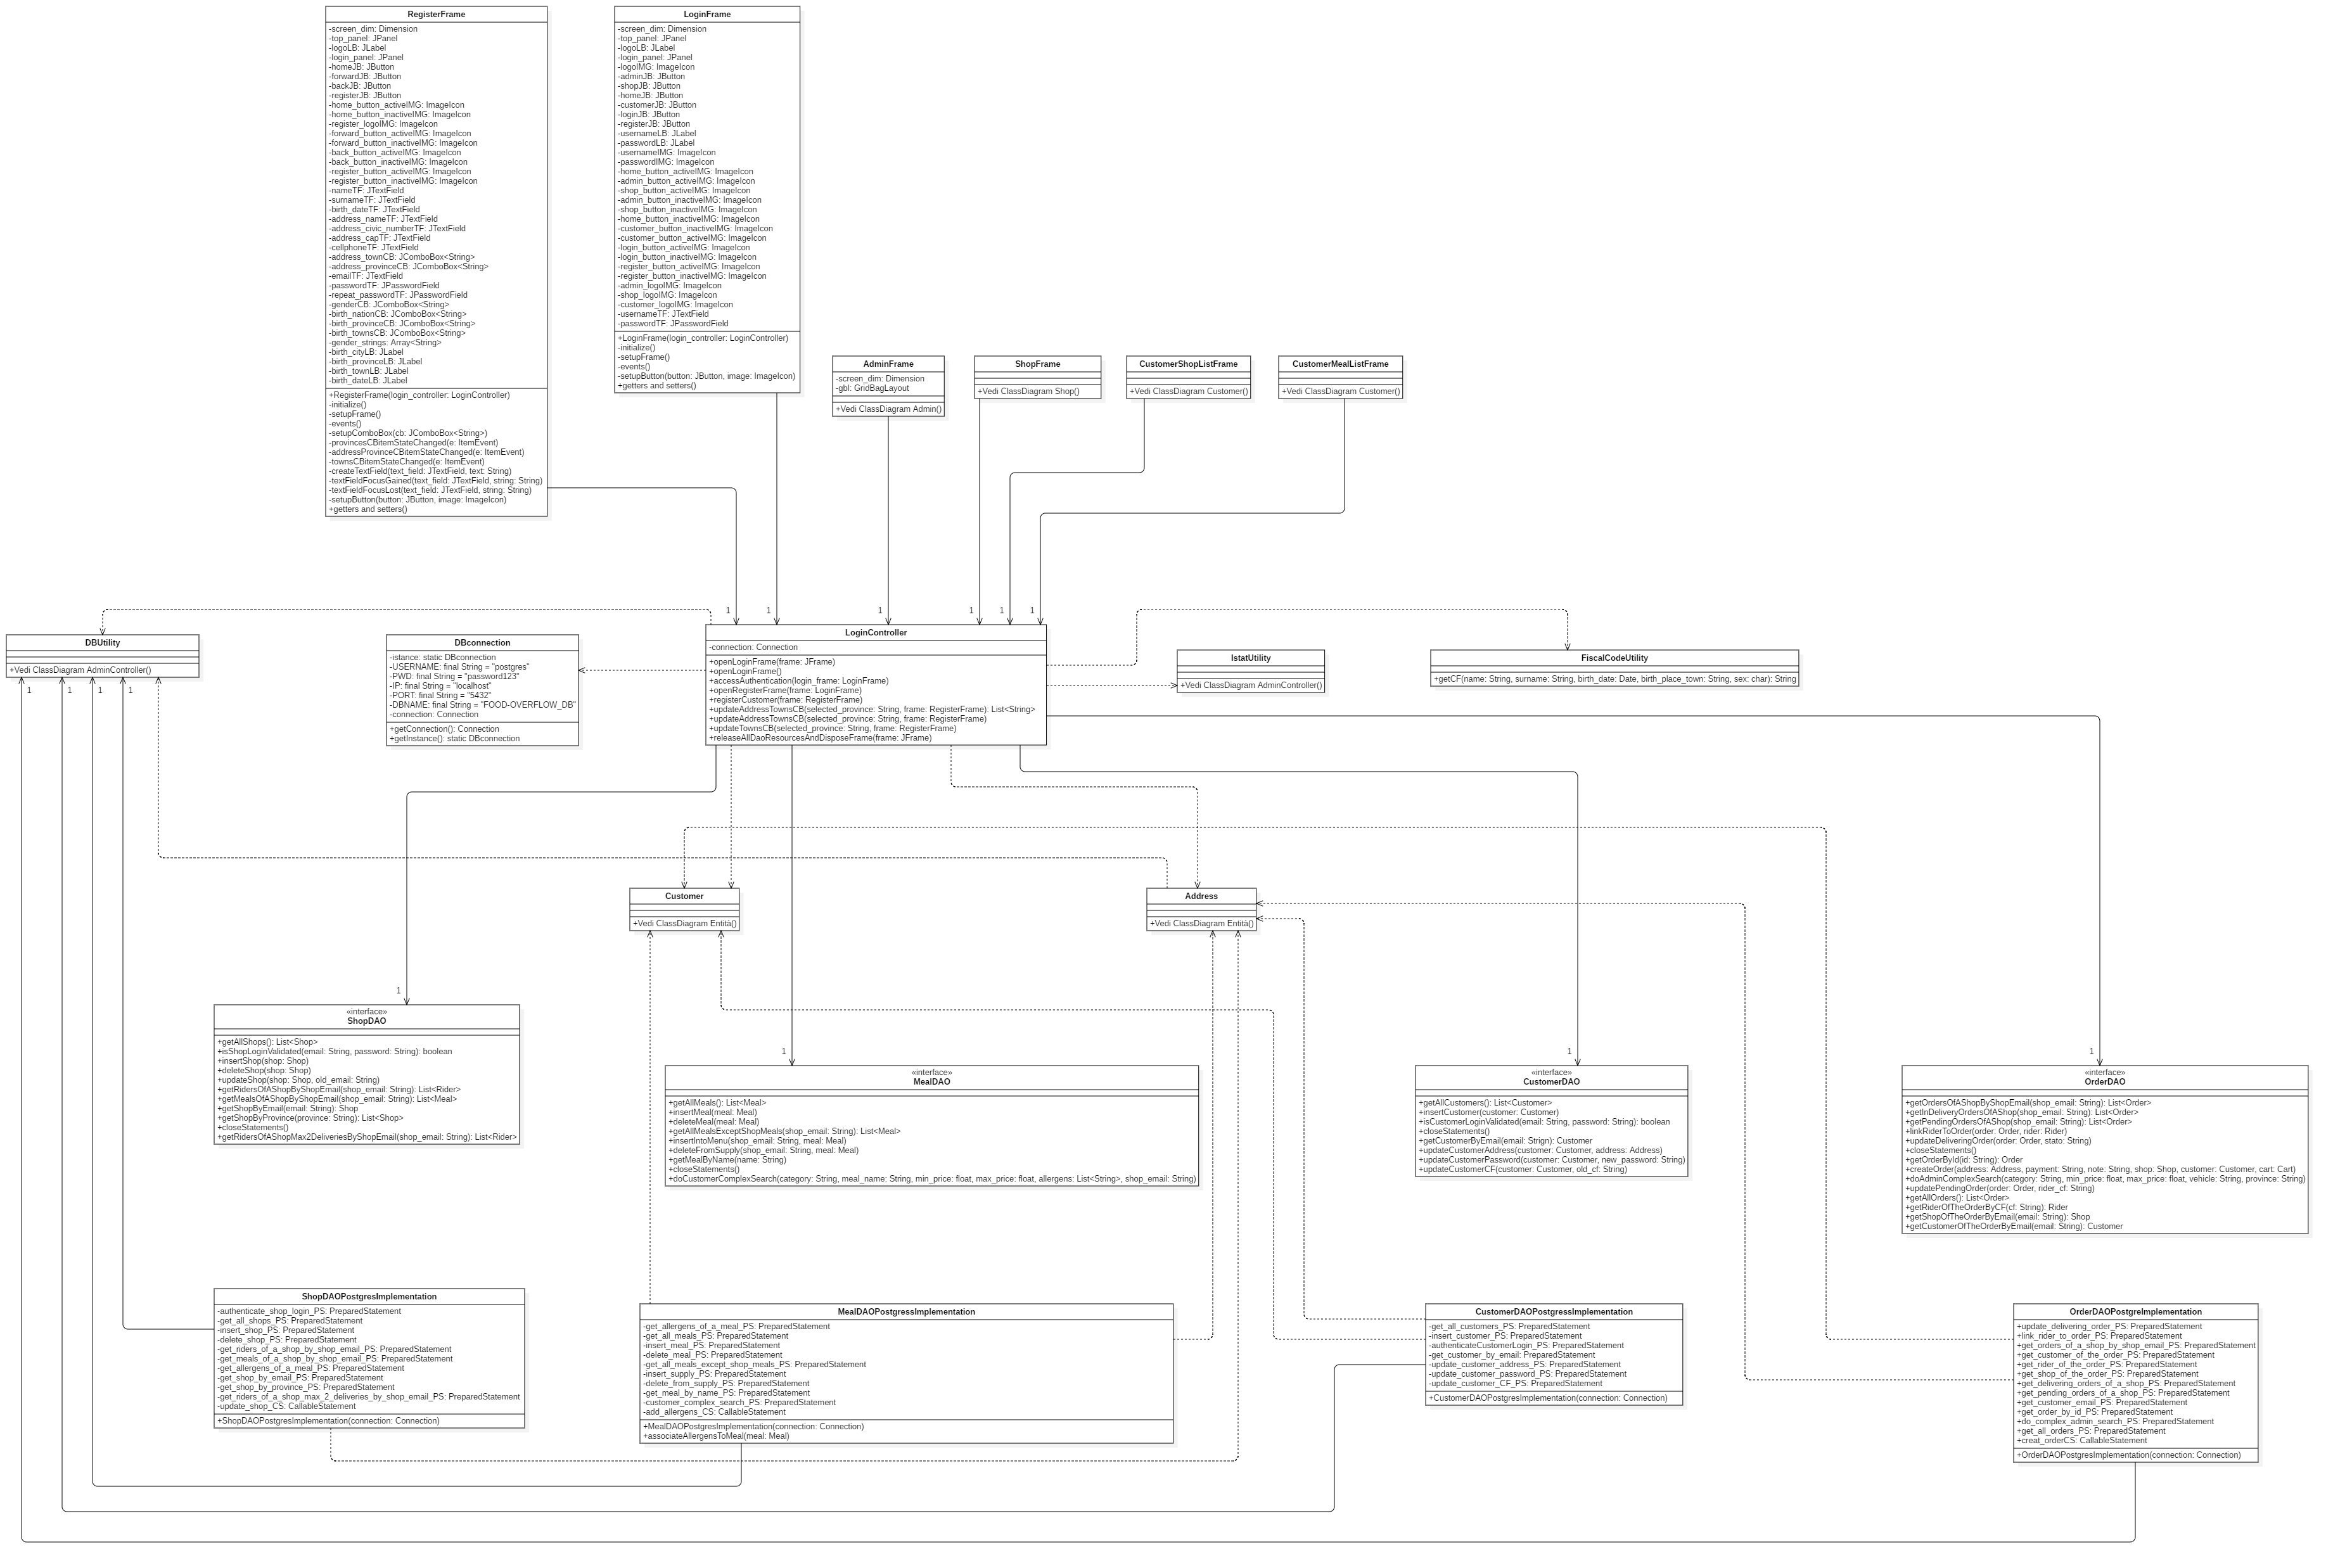 RegisterFrame
-screen_dim: Dimension
-top_panel: JPanel
-logoLB: JLabel
-login_panel: JPanel
-homeJB: JButton
-forwardJB: JButton
-backJB: JButton
-registerJB: JButton
-home_button_activeIMG: ImageIcon
-home_button_inactiveIMG: ImageIcon
-register_logoIMG: ImageIcon
-forward_button_activeIMG: ImageIcon
-forward_button_inactiveIMG: ImageIcon
-back_button_activeIMG: ImageIcon
-back_button_inactiveIMG: ImageIcon
-register_button_activeIMG: ImageIcon
-register_button_inactiveIMG: ImageIcon
-nameTF: JTextField
-surnameTF: JTextField
-birth_dateTF: JTextField
-address_nameTF: JTextField
-address_civic_numberTF: JTextField
-address_capTF: JTextField
-cellphoneTF: JTextField
-address_townCB: JComboBox<String>
-address_provinceCB: JComboBox<String>
-emailTF: JTextField
-passwordTF: JPasswordField
-repeat_passwordTF: JPasswordField
-genderCB: JComboBox<String>
-birth_nationCB: JComboBox<String>
-birth_provinceCB: JComboBox<String>
-birth_townsCB: JComboBox<String>
-gender_strings: Array<String>
-birth_cityLB: JLabel
-birth_provinceLB: JLabel
-birth_townLB: JLabel
-birth_dateLB: JLabel
+RegisterFrame(login_controller: LoginController)
-initialize()
-setupFrame()
-events()
-setupComboBox(cb: JComboBox<String>)
-provincesCBitemStateChanged(e: ItemEvent)
-addressProvinceCBitemStateChanged(e: ItemEvent)
-townsCBitemStateChanged(e: ItemEvent)
-createTextField(text_field: JTextField, text: String)
-textFieldFocusGained(text_field: JTextField, string: String)
-textFieldFocusLost(text_field: JTextField, string: String)
-setupButton(button: JButton, image: ImageIcon)
+getters and setters()
LoginFrame
-screen_dim: Dimension
-top_panel: JPanel
-logoLB: JLabel
-login_panel: JPanel
-logoIMG: ImageIcon
-adminJB: JButton
-shopJB: JButton
-homeJB: JButton
-customerJB: JButton
-loginJB: JButton
-registerJB: JButton
-usernameLB: JLabel
-passwordLB: JLabel
-usernameIMG: ImageIcon
-passwordIMG: ImageIcon
-home_button_activeIMG: ImageIcon
-admin_button_activeIMG: ImageIcon
-shop_button_activeIMG: ImageIcon
-admin_button_inactiveIMG: ImageIcon
-shop_button_inactiveIMG: ImageIcon
-home_button_inactiveIMG: ImageIcon
-customer_button_inactiveIMG: ImageIcon
-customer_button_activeIMG: ImageIcon
-login_button_activeIMG: ImageIcon
-login_button_inactiveIMG: ImageIcon
-register_button_activeIMG: ImageIcon
-register_button_inactiveIMG: ImageIcon
-admin_logoIMG: ImageIcon
-shop_logoIMG: ImageIcon
-customer_logoIMG: ImageIcon
-usernameTF: JTextField
-passwordTF: JPasswordField
+LoginFrame(login_controller: LoginController)
-initialize()
-setupFrame()
-events()
-setupButton(button: JButton, image: ImageIcon)
+getters and setters()
AdminFrame
-screen_dim: Dimension
-gbl: GridBagLayout
+Vedi ClassDiagram Admin()
ShopFrame
+Vedi ClassDiagram Shop()
CustomerShopListFrame
+Vedi ClassDiagram Customer()
CustomerMealListFrame
+Vedi ClassDiagram Customer()
1
1
1
1
1
1
DBUtility
+Vedi ClassDiagram AdminController()
1
1
1
1
DBconnection
-istance: static DBconnection
-USERNAME: final String = "postgres"
-PWD: final String = "password123"
-IP: final String = "localhost"
-PORT: final String = "5432"
-DBNAME: final String = "FOOD-OVERFLOW_DB"
-connection: Connection
+getConnection(): Connection
+getInstance(): static DBconnection
LoginController
-connection: Connection
+openLoginFrame(frame: JFrame)
+openLoginFrame()
+accessAuthentication(login_frame: LoginFrame)
+openRegisterFrame(frame: LoginFrame)
+registerCustomer(frame: RegisterFrame)
+updateAddressTownsCB(selected_province: String, frame: RegisterFrame): List<String>
+updateAddressTownsCB(selected_province: String, frame: RegisterFrame)
+updateTownsCB(selected_province: String, frame: RegisterFrame)
+releaseAllDaoResourcesAndDisposeFrame(frame: JFrame)
IstatUtility
+Vedi ClassDiagram AdminController()
FiscalCodeUtility
+getCF(name: String, surname: String, birth_date: Date, birth_place_town: String, sex: char): String
Customer
+Vedi ClassDiagram Entità()
Address
+Vedi ClassDiagram Entità()
1
«interface»
ShopDAO
+getAllShops(): List<Shop>
+isShopLoginValidated(email: String, password: String): boolean
+insertShop(shop: Shop)
+deleteShop(shop: Shop)
+updateShop(shop: Shop, old_email: String)
+getRidersOfAShopByShopEmail(shop_email: String): List<Rider>
+getMealsOfAShopByShopEmail(shop_email: String): List<Meal>
+getShopByEmail(email: String): Shop
+getShopByProvince(province: String): List<Shop>
+closeStatements()
+getRidersOfAShopMax2DeliveriesByShopEmail(shop_email: String): List<Rider>
1
«interface»
MealDAO
+getAllMeals(): List<Meal>
+insertMeal(meal: Meal)
+deleteMeal(meal: Meal)
+getAllMealsExceptShopMeals(shop_email: String): List<Meal>
+insertIntoMenu(shop_email: String, meal: Meal)
+deleteFromSupply(shop_email: String, meal: Meal)
+getMealByName(name: String)
+closeStatements()
+doCustomerComplexSearch(category: String, meal_name: String, min_price: float, max_price: float, allergens: List<String>, shop_email: String)
1
«interface»
CustomerDAO
+getAllCustomers(): List<Customer>
+insertCustomer(customer: Customer)
+isCustomerLoginValidated(email: String, password: String): boolean
+closeStatements()
+getCustomerByEmail(email: Strign): Customer
+updateCustomerAddress(customer: Customer, address: Address)
+updateCustomerPassword(customer: Customer, new_password: String)
+updateCustomerCF(customer: Customer, old_cf: String)
1
«interface»
OrderDAO
+getOrdersOfAShopByShopEmail(shop_email: String): List<Order>
+getInDeliveryOrdersOfAShop(shop_email: String): List<Order>
+getPendingOrdersOfAShop(shop_email: String): List<Order>
+linkRiderToOrder(order: Order, rider: Rider)
+updateDeliveringOrder(order: Order, stato: String)
+closeStatements()
+getOrderById(id: String): Order
+createOrder(address: Address, payment: String, note: String, shop: Shop, customer: Customer, cart: Cart)
+doAdminComplexSearch(category: String, min_price: float, max_price: float, vehicle: String, province: String)
+updatePendingOrder(order: Order, rider_cf: String)
+getAllOrders(): List<Order>
+getRiderOfTheOrderByCF(cf: String): Rider
+getShopOfTheOrderByEmail(email: String): Shop
+getCustomerOfTheOrderByEmail(email: String): Customer
ShopDAOPostgresImplementation
-authenticate_shop_login_PS: PreparedStatement
-get_all_shops_PS: PreparedStatement
-insert_shop_PS: PreparedStatement
-delete_shop_PS: PreparedStatement
-get_riders_of_a_shop_by_shop_email_PS: PreparedStatement
-get_meals_of_a_shop_by_shop_email_PS: PreparedStatement
-get_allergens_of_a_meal_PS: PreparedStatement
-get_shop_by_email_PS: PreparedStatement
-get_shop_by_province_PS: PreparedStatement
-get_riders_of_a_shop_max_2_deliveries_by_shop_email_PS: PreparedStatement
-update_shop_CS: CallableStatement
+ShopDAOPostgresImplementation(connection: Connection)
MealDAOPostgressImplementation
-get_allergens_of_a_meal_PS: PreparedStatement
-get_all_meals_PS: PreparedStatement
-insert_meal_PS: PreparedStatement
-delete_meal_PS: PreparedStatement
-get_all_meals_except_shop_meals_PS: PreparedStatement
-insert_supply_PS: PreparedStatement
-delete_from_supply_PS: PreparedStatement
-get_meal_by_name_PS: PreparedStatement
-customer_complex_search_PS: PreparedStatement
-add_allergens_CS: CallableStatement
+MealDAOPostgresImplementation(connection: Connection)
+associateAllergensToMeal(meal: Meal)
CustomerDAOPostgressImplementation
-get_all_customers_PS: PreparedStatement
-insert_customer_PS: PreparedStatement
-authenticateCustomerLogin_PS: PreparedStatement
-get_customer_by_email: PreparedStatement
-update_customer_address_PS: PreparedStatement
-update_customer_password_PS: PreparedStatement
-update_customer_CF_PS: PreparedStatement
+CustomerDAOPostgresImplementation(connection: Connection)
OrderDAOPostgreImplementation
+update_delivering_order_PS: PreparedStatement
+link_rider_to_order_PS: PreparedStatement
+get_orders_of_a_shop_by_shop_email_PS: PreparedStatement
+get_customer_of_the_order_PS: PreparedStatement
+get_rider_of_the_order_PS: PreparedStatement
+get_shop_of_the_order_PS: PreparedStatement
+get_delivering_orders_of_a_shop_PS: PreparedStatement
+get_pending_orders_of_a_shop_PS: PreparedStatement
+get_customer_email_PS: PreparedStatement
+get_order_by_id_PS: PreparedStatement
+do_complex_admin_search_PS: PreparedStatement
+get_all_orders_PS: PreparedStatement
+creat_orderCS: CallableStatement
+OrderDAOPostgresImplementation(connection: Connection)